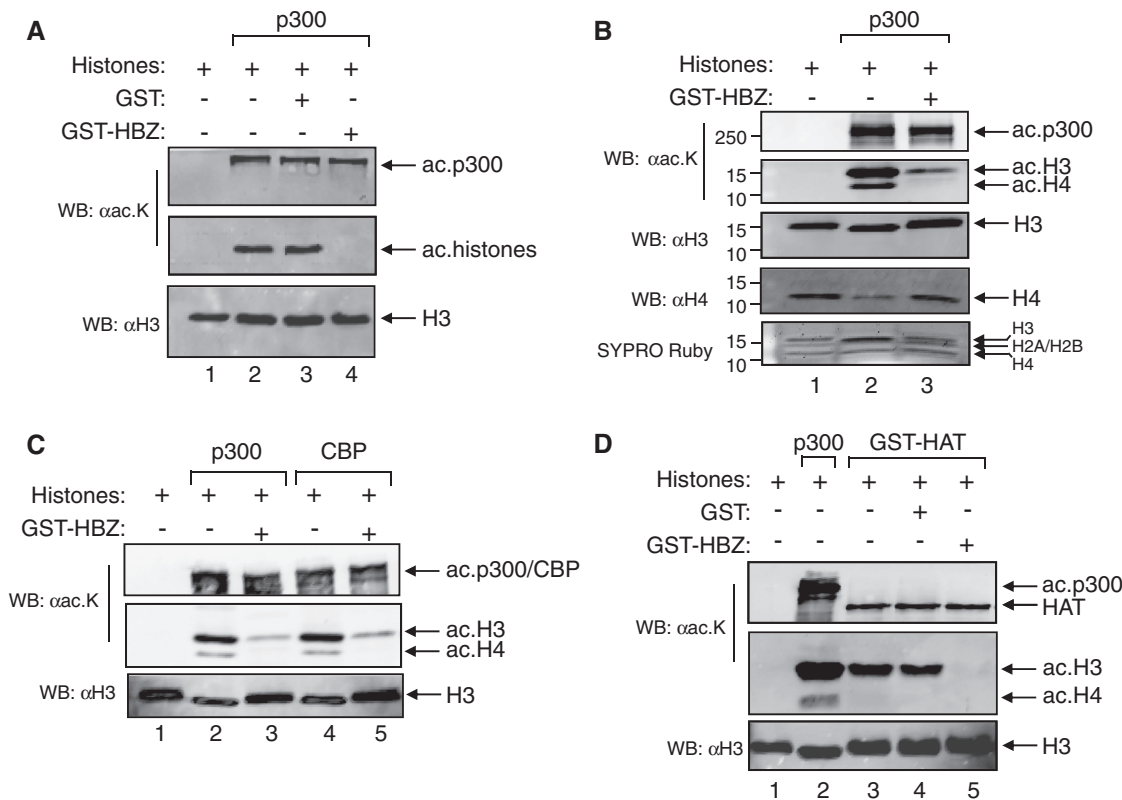 A
p300
Histones: + + + +
GST: - - + -
GST-HBZ: - - - +
ac.p300
WB: αac.K
ac.histones
WB: αH3
H3
1 2 3 4
B
p300
Histones: + + +
GST-HBZ: - - +
250
ac.p300
WB: αac.K
15
ac.H3
10
ac.H4
WB: αH3
15
H3
10
WB: αH4
15
10
H4
SYPRO Ruby
15
10
H3
H2A/H2B
H4
1 2 3
C
p300 CBP
Histones: + + + + +
GST-HBZ: - - + - +
ac.p300/CBP
WB: αac.K
ac.H3
ac.H4
WB: αH3
H3
1 2 3 4 5
D
p300 GST-HAT
Histones: + + + + +
GST: - - - + -
GST-HBZ: - - - - +
ac.p300
HAT
WB: αac.K
ac.H3
ac.H4
WB: αH3
H3
1 2 3 4 5